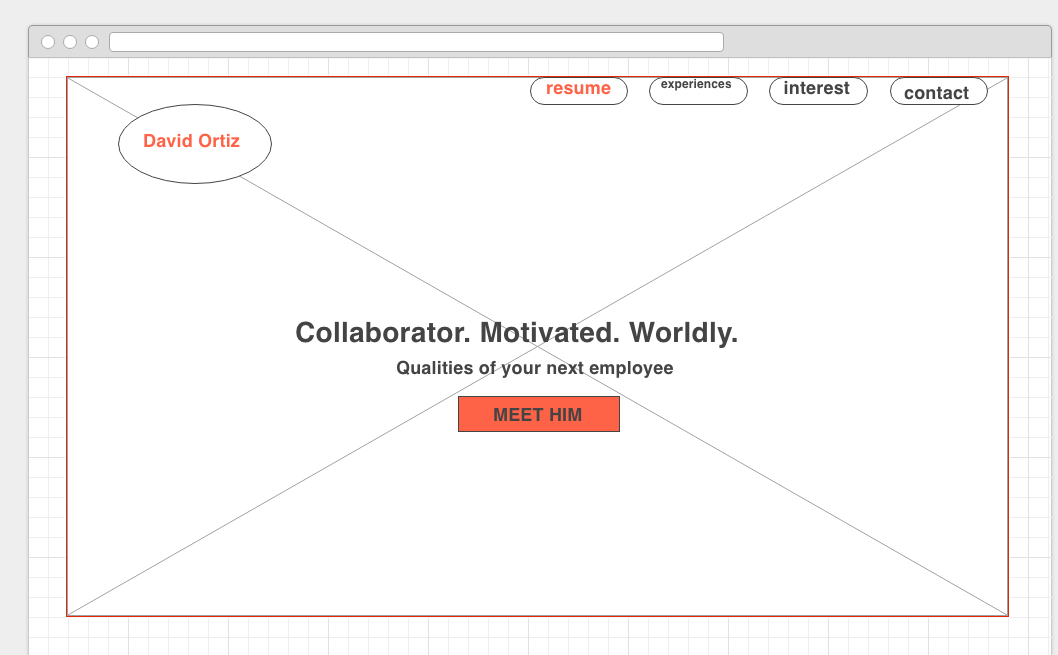 resume
experiences
interest
contact
David Ortiz
Collaborator. Motivated. Worldly.
Qualities of your next employee
MEET HIM